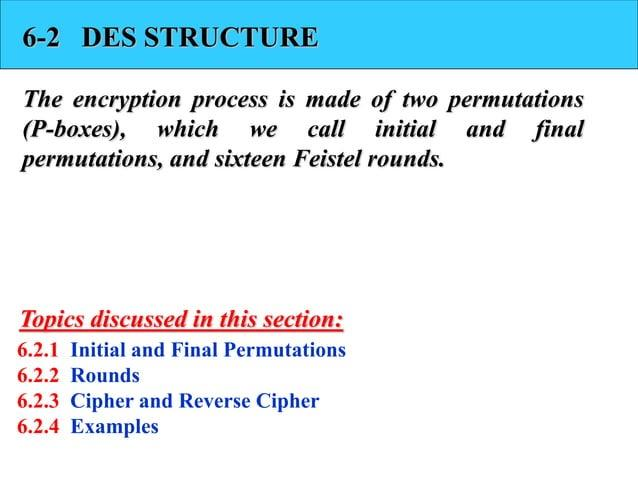 6-2 DES STRUCTURE
The encryption process is made of two permutations
(P-boxes), which we call initial and final
permutations, and sixteen Feistel rounds.
Topics discussed in this section:
6.2.1 Initial and Final Permutations
6.2.2 Rounds
6.2.3 Cipher and Reverse Cipher
6.2.4 Examples